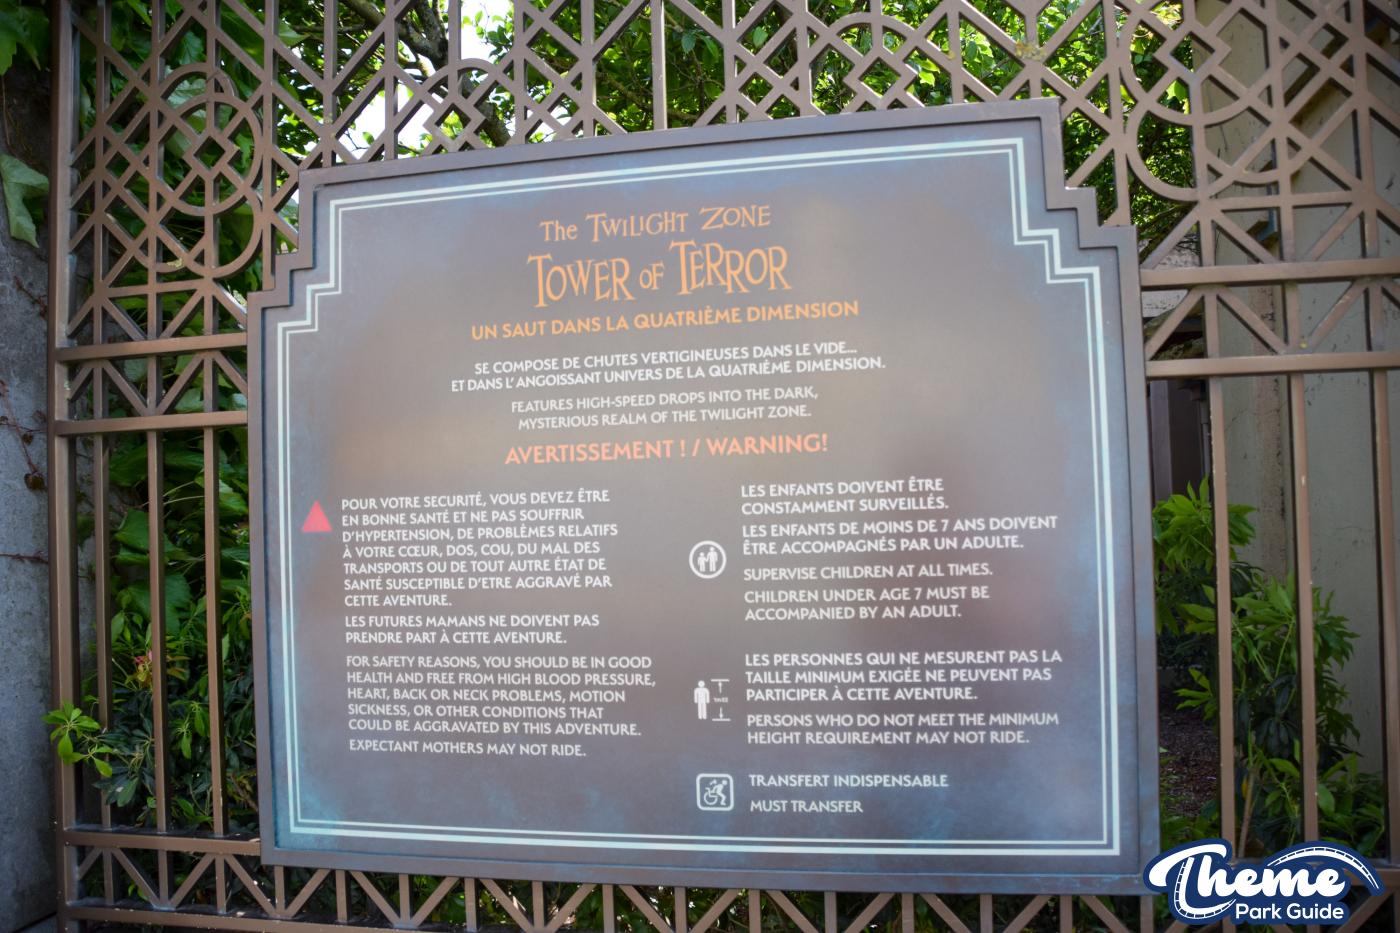 The TWILIGHT ZONE
TOWER OF TERROR
UN SAUT DANS LA QUATRIÈME DIMENSION
SE COMPOSE DE CHUTES VERTIGINEUSES DANS LE VIDE...
ET DANS L'ANGOISSANT UNIVERS DE LA QUATRIÈME DIMENSION.
FEATURES HIGH-SPEED DROPS INTO THE DARK,
MYSTERIOUS REALM OF THE TWILIGHT ZONE.
AVERTISSEMENT ! / WARNING!
POUR VOTRE SECURITÉ, VOUS DEVEZ ÊTRE
EN BONNE SANTÉ ET NE PAS SOUFFRIR
D'HYPERTENSION, DE PROBLÈMES RELATIFS
À VOTRE CŒUR, DOS, COU, DU MAL DES
TRANSPORTS OU DE TOUT AUTRE ÉTAT DE
SANTÉ SUSCEPTIBLE D'ETRE AGGRAVÉ PAR
CETTE AVENTURE.
LES FUTURES MAMANS NE DOIVENT PAS
PRENDRE PART À CETTE AVENTURE.
FOR SAFETY REASONS, YOU SHOULD BE IN GOOD
HEALTH AND FREE FROM HIGH BLOOD PRESSURE,
HEART, BACK OR NECK PROBLEMS, MOTION
SICKNESS, OR OTHER CONDITIONS THAT
COULD BE AGGRAVATED BY THIS ADVENTURE.
EXPECTANT MOTHERS MAY NOT RIDE.
LES ENFANTS DOIVENT ÊTRE
CONSTAMMENT SURVEILLÉS.
LES ENFANTS DE MOINS DE 7 ANS DOIVENT
ÊTRE ACCOMPAGNÉS PAR UN ADULTE.
SUPERVISE CHILDREN AT ALL TIMES.
CHILDREN UNDER AGE 7 MUST BE
ACCOMPANIED BY AN ADULT.
LES PERSONNES QUI NE MESURENT PAS LA
TAILLE MINIMUM EXIGÉE NE PEUVENT PAS
PARTICIPER À CETTE AVENTURE.
PERSONS WHO DO NOT MEET THE MINIMUM
HEIGHT REQUIREMENT MAY NOT RIDE.
TRANSFERT INDISPENSABLE
MUST TRANSFER
Theme
Park Guide